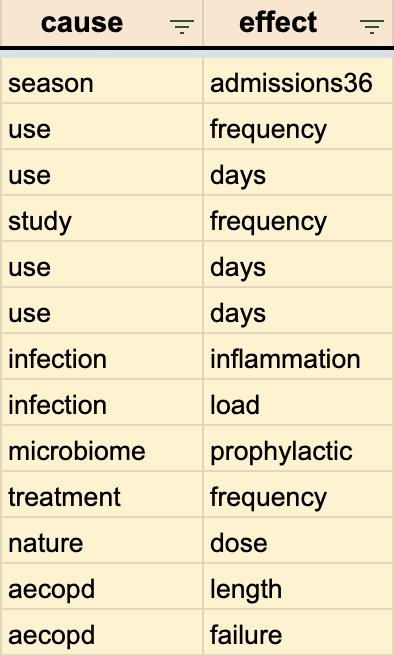 cause effect
season admissions36
use frequency
use days
study frequency
use days
use days
infection inflammation
infection load
microbiome prophylactic
treatment frequency
nature dose
aecopd length
aecopd failure